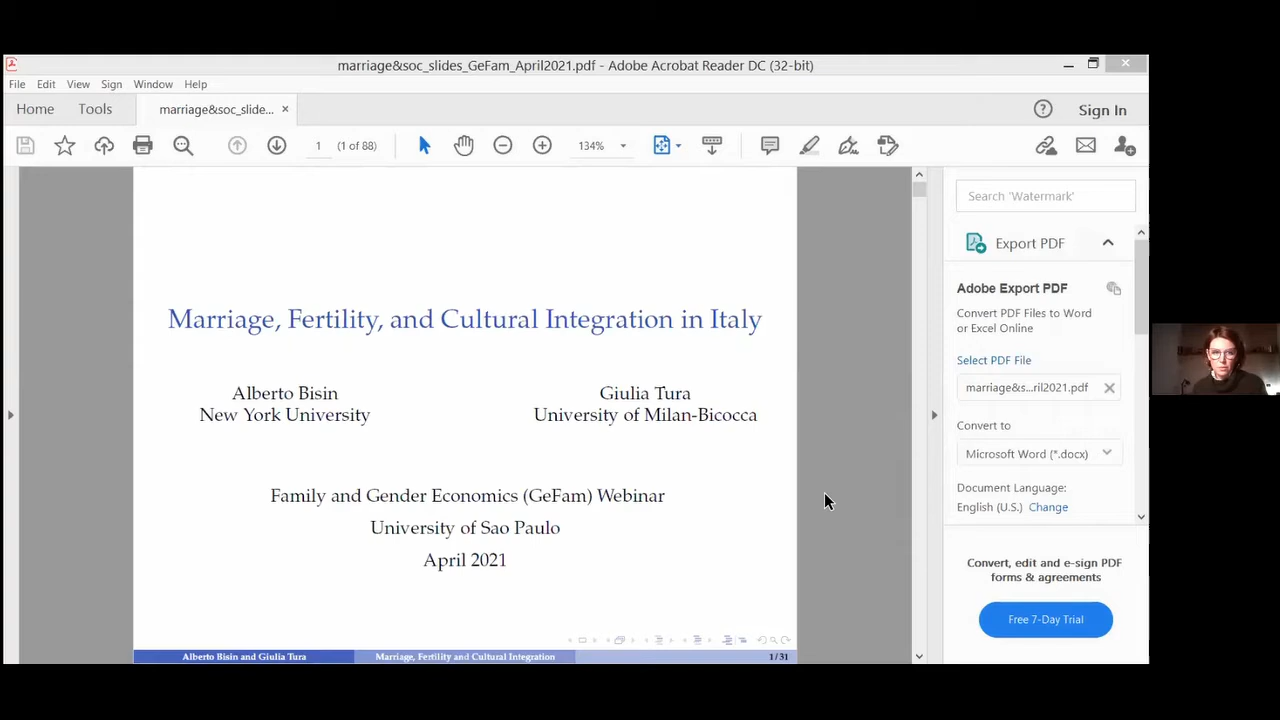 marriage&soc_slides_GeFam_April2021.pdf - Adobe Acrobat Reader DC (32-bit)
File Edit View Sign Window Help
Home Tools marriage&soc_slide... × Sign In
1 (1 of 88) 134%
Search 'Watermark'
Export PDF
Adobe Export PDF
Convert PDF Files to Word
or Excel Online
Select PDF File
marriage&s...ril2021.pdf
Convert to
Microsoft Word (*.docx)
Document Language:
English (U.S.) Change
Convert, edit and e-sign PDF
forms & agreements
Free 7-Day Trial
Marriage, Fertility, and Cultural Integration in Italy
Alberto Bisin Giulia Tura
New York University University of Milan-Bicocca
Family and Gender Economics (GeFam) Webinar
University of Sao Paulo
April 2021
Alberto Bisin and Giulia Tura Marriage, Fertility and Cultural Integration 1/31